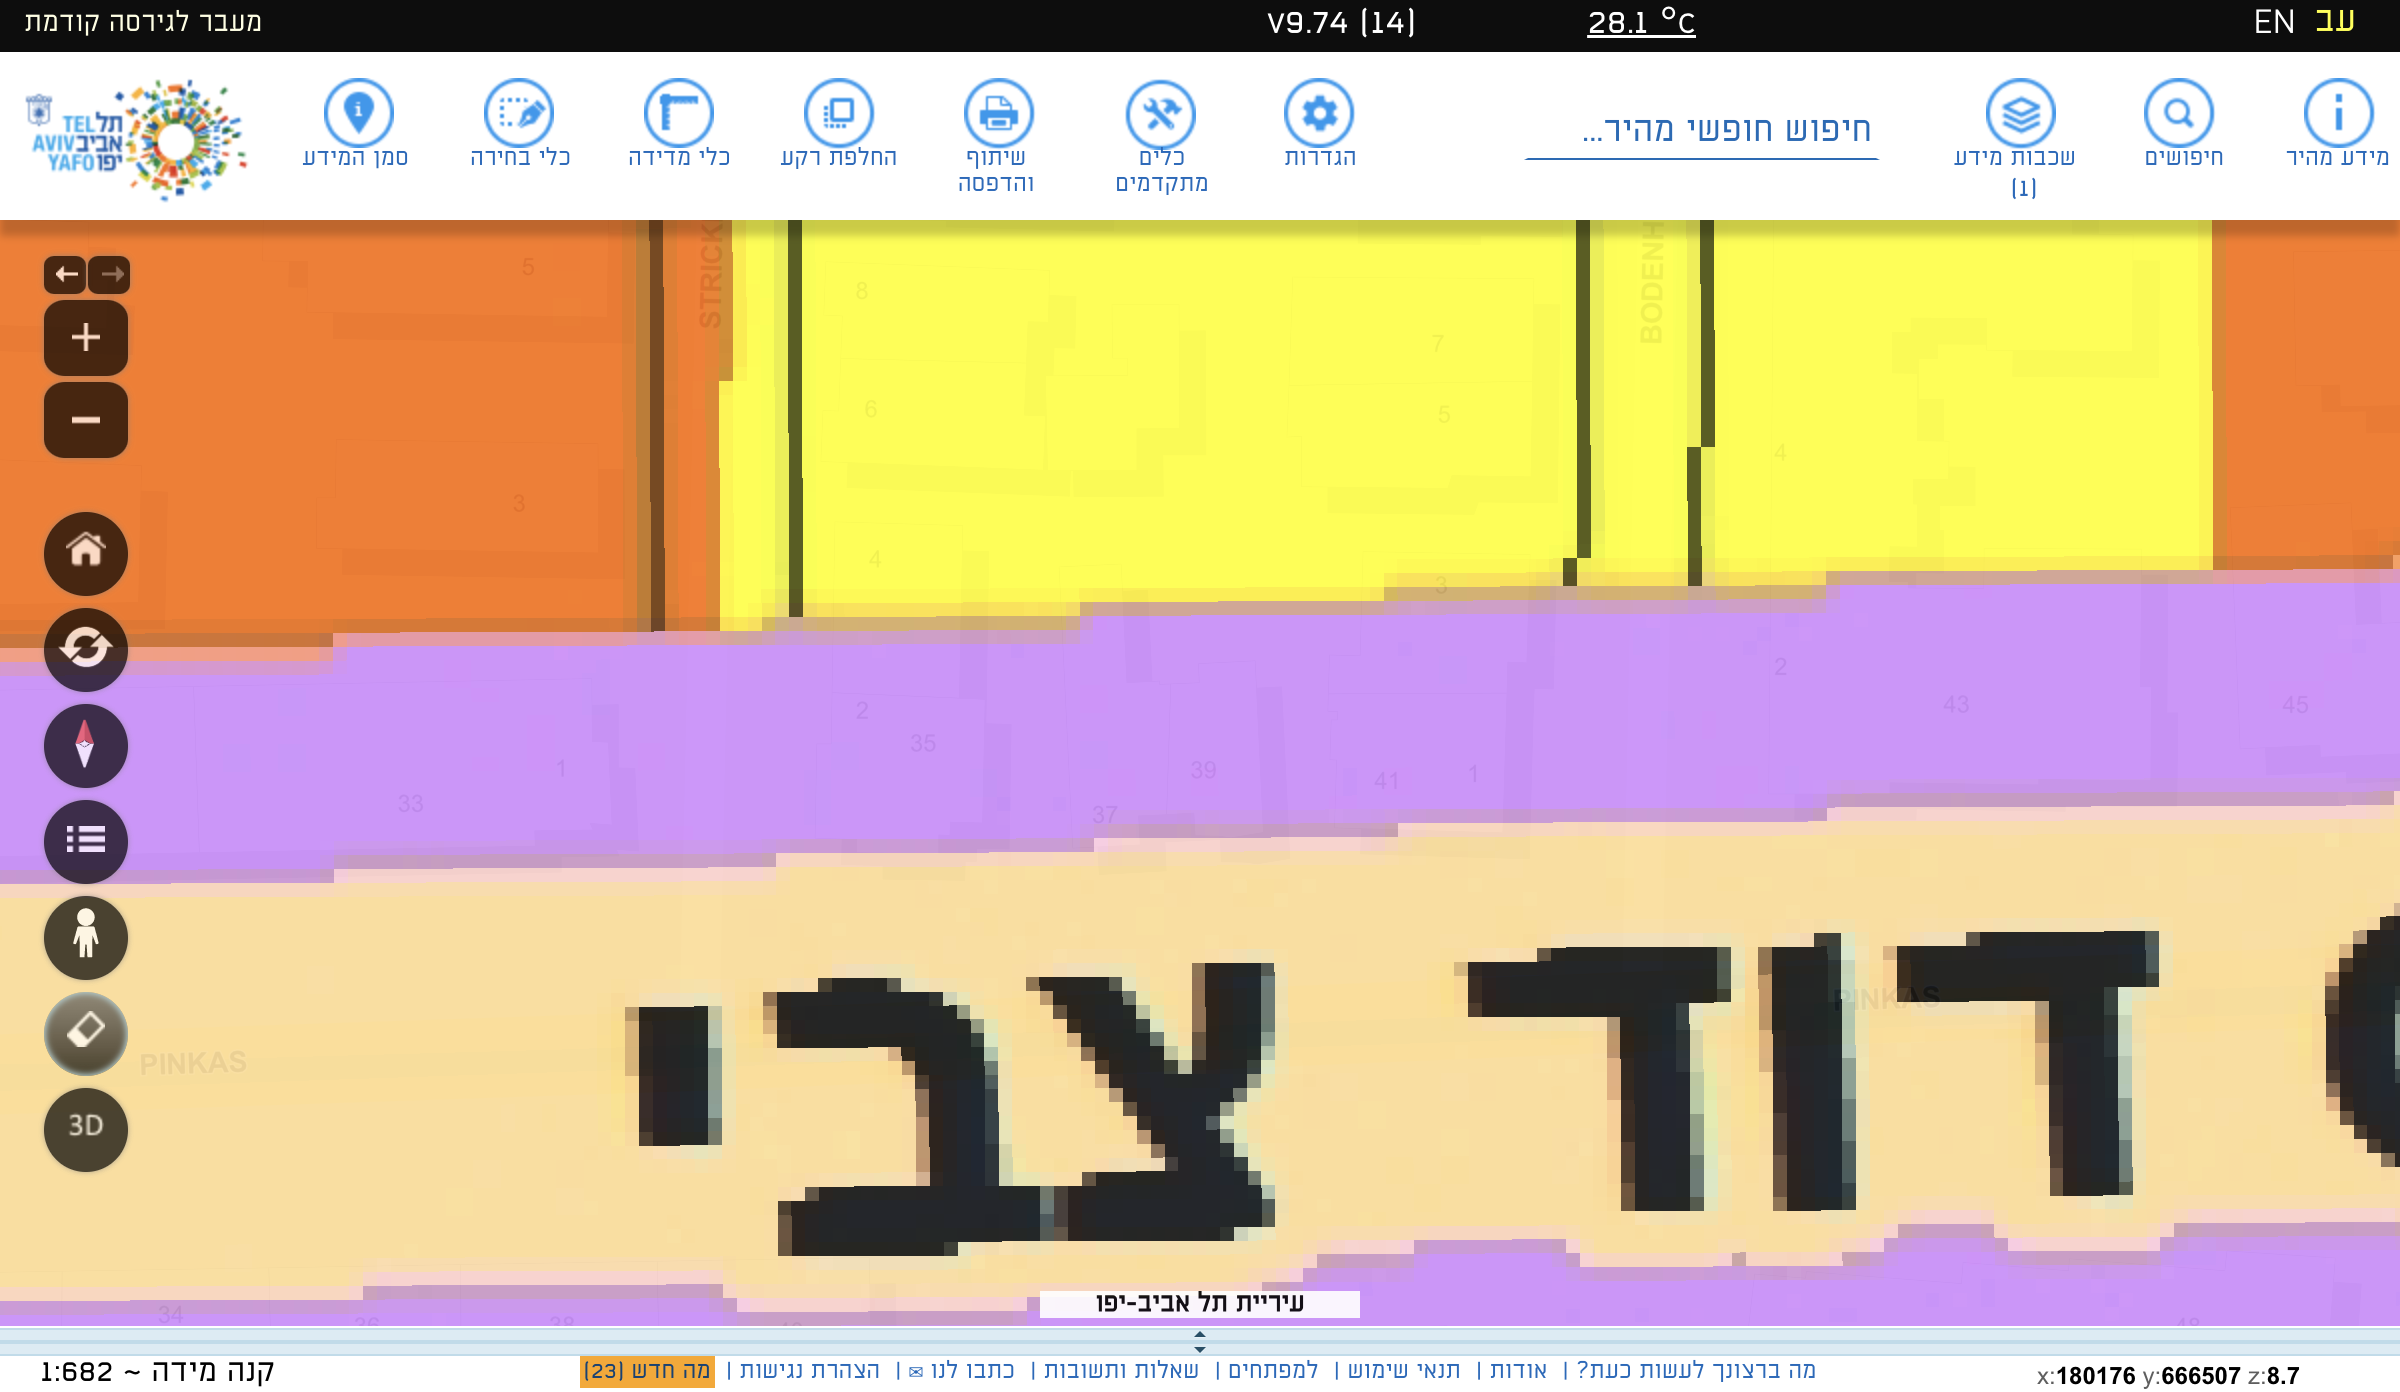 עב EN
28.1 °C
V9.74 (14)
מעבר לגירסה קודמת
מידע מהיר
חיפושים
שכבות מידע
(1)
חיפוש חופשי מהיר...
הגדרות
כלים
מתקדמים
שיתוף
והדפסה
החלפת רקע
כלי מדידה
כלי בחירה
סמן המידע
תל
אביב
יפו
TEL
AVIV
YAFO
STRICK
BODENH
5
8
7
6
5
4
3
4
3
2
2
35
43
45
1
33
39
41
1
37
דוד צבי
PINKAS
PINKAS
3D
34
36
38
48
עיריית תל אביב-יפו
מה ברצונך לעשות כעת? | אודות | תנאי שימוש | למפתחים | שאלות ותשובות | כתבו לנו ✉ | הצהרת נגישות | מה חדש (23)
קנה מידה ~ 1:682
x:180176 y:666507 z:8.7